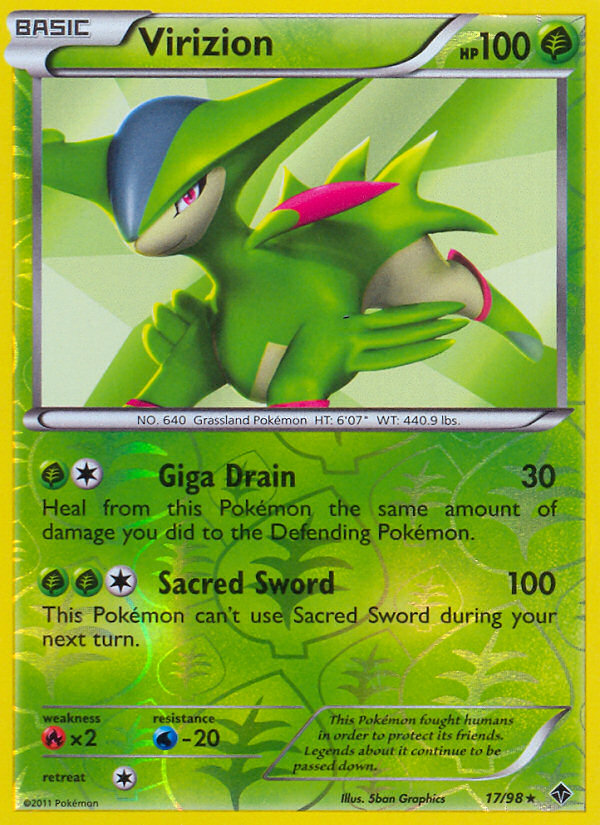 BASIC
Virizion
HP100
NO. 640 Grassland Pokémon HT: 6'07" WT: 440.9 lbs.
Giga Drain 30
Heal from this Pokémon the same amount of
damage you did to the Defending Pokémon.
Sacred Sword 100
This Pokémon can't use Sacred Sword during your
next turn.
weakness resistance
×2 -20
This Pokémon fought humans
in order to protect its friends.
Legends about it continue to be
passed down.
retreat
©2011 Pokémon Illus. 5ban Graphics 17/98★